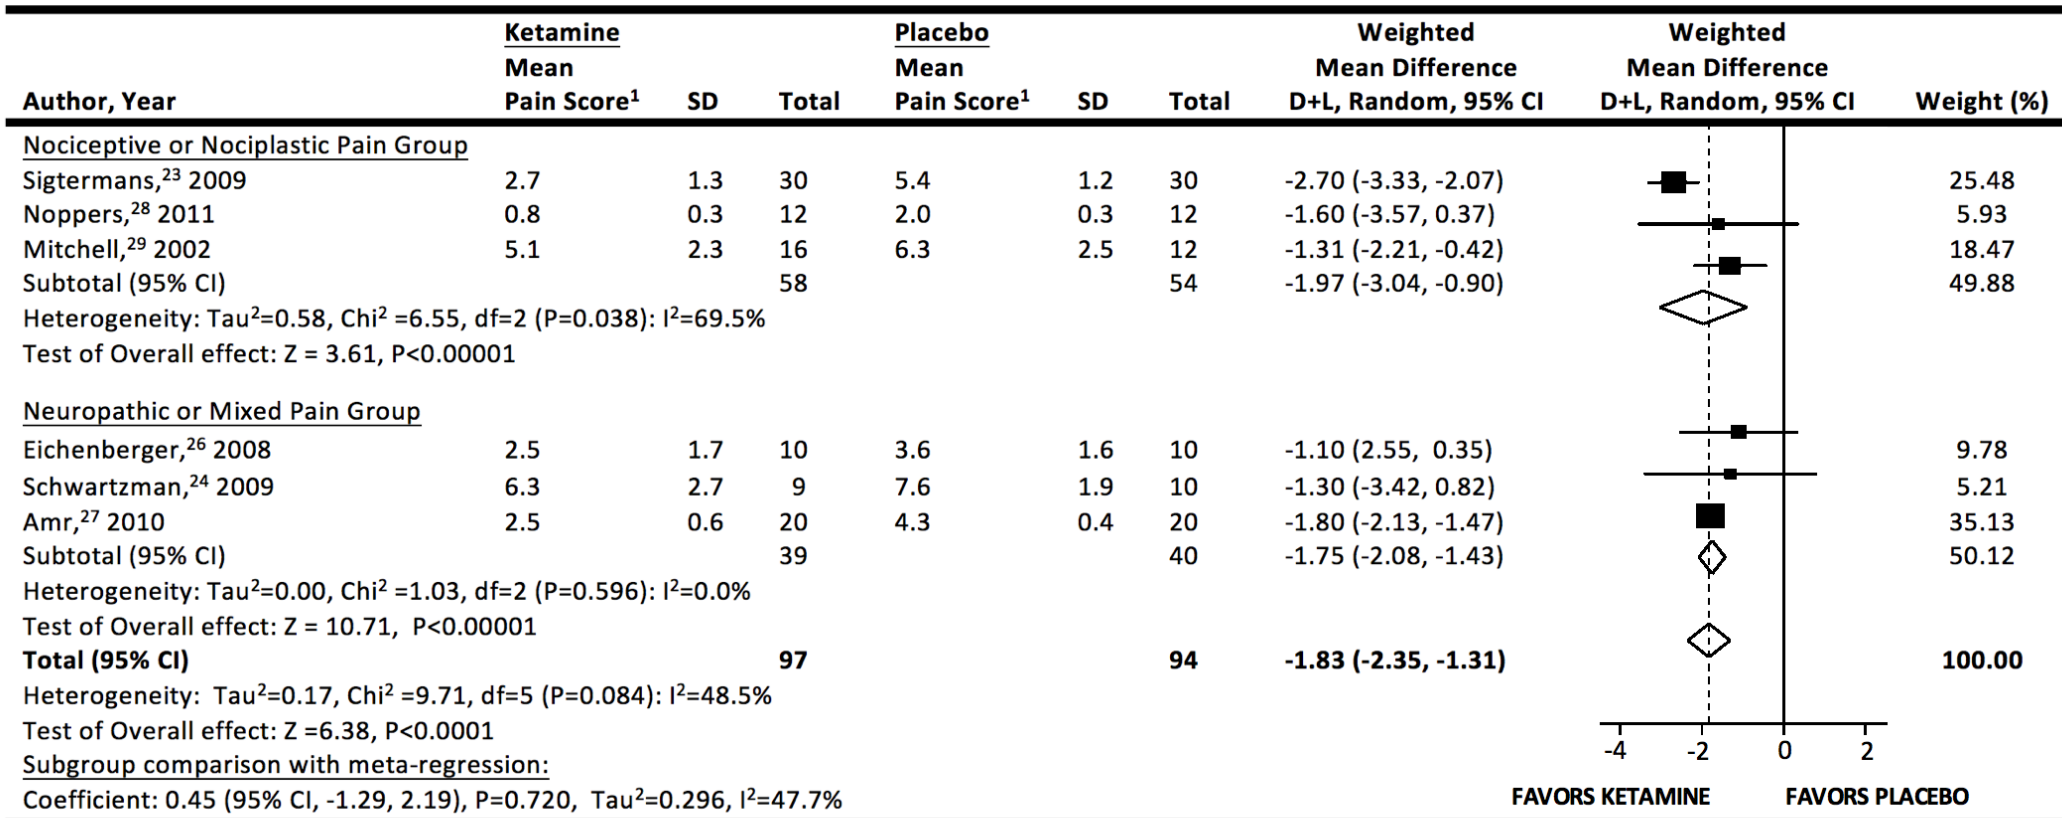 Ketamine Placebo Weighted Weighted
Mean Mean Mean Difference Mean Difference
Author, Year Pain Score¹ SD Total Pain Score¹ SD Total D+L, Random, 95% CI D+L, Random, 95% CI Weight (%)
Nociceptive or Nociplastic Pain Group
Sigtermans,²³ 2009 2.7 1.3 30 5.4 1.2 30 -2.70 (-3.33, -2.07) 25.48
Noppers,²⁸ 2011 0.8 0.3 12 2.0 0.3 12 -1.60 (-3.57, 0.37) 5.93
Mitchell,²⁹ 2002 5.1 2.3 16 6.3 2.5 12 -1.31 (-2.21, -0.42) 18.47
Subtotal (95% CI) 58 54 -1.97 (-3.04, -0.90) 49.88
Heterogeneity: Tau²=0.58, Chi² =6.55, df=2 (P=0.038): I²=69.5%
Test of Overall effect: Z = 3.61, P<0.00001
Neuropathic or Mixed Pain Group
Eichenberger,²⁶ 2008 2.5 1.7 10 3.6 1.6 10 -1.10 (2.55, 0.35) 9.78
Schwartzman,²⁴ 2009 6.3 2.7 9 7.6 1.9 10 -1.30 (-3.42, 0.82) 5.21
Amr,²⁷ 2010 2.5 0.6 20 4.3 0.4 20 -1.80 (-2.13, -1.47) 35.13
Subtotal (95% CI) 39 40 -1.75 (-2.08, -1.43) 50.12
Heterogeneity: Tau²=0.00, Chi² =1.03, df=2 (P=0.596): I²=0.0%
Test of Overall effect: Z = 10.71, P<0.00001
Total (95% CI) 97 94 -1.83 (-2.35, -1.31) 100.00
Heterogeneity: Tau²=0.17, Chi² =9.71, df=5 (P=0.084): I²=48.5%
Test of Overall effect: Z =6.38, P<0.0001
-4 -2 0 2
Subgroup comparison with meta-regression:
Coefficient: 0.45 (95% CI, -1.29, 2.19), P=0.720, Tau²=0.296, I²=47.7%
FAVORS KETAMINE FAVORS PLACEBO